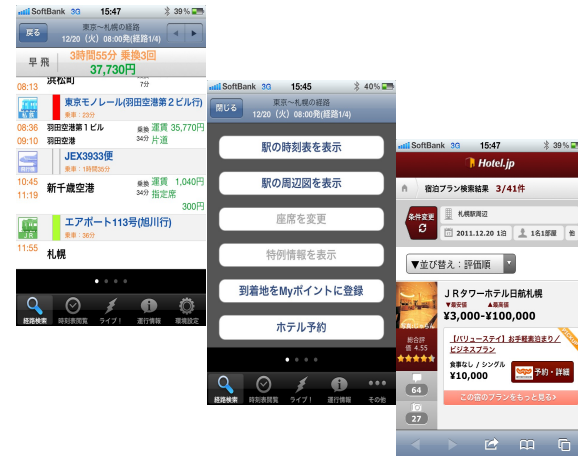 SoftBank 3G 15:47 39%
戻る
東京～札幌の経路
12/20（火）08:00発(経路1/4)
早 飛
3時間55分 乗換3回
37,730円
08:13
浜松町
7分
私鉄
東京モノレール(羽田空港第２ビル行)
乗車：23分
08:36 羽田空港第１ビル 乗換 運賃 35,770円
09:10 羽田空港 34分 片道
飛行機
JEX3933便
乗車：1時間35分
10:45 新千歳空港 乗換 運賃 1,040円
11:19 34分 指定席
300円
JR
エアポート113号(旭川行)
乗車：36分
11:55 札幌
経路検索 時刻表閲覧 ライブ！ 運行情報 環境設定
SoftBank 3G 15:45 40%
閉じる
東京～札幌の経路
12/20（火）08:00発(経路1/4)
駅の時刻表を表示
駅の周辺図を表示
座席を変更
特例情報を表示
到着地をMyポイントに登録
ホテル予約
経路検索 時刻表閲覧 ライブ！ 運行情報 その他
SoftBank 3G 15:47 39%
Hotel.jp
宿泊プラン検索結果 3/41件
条件変更
札幌駅周辺
2011.12.20 1泊 1名1部屋 他
▼並び替え：評価順
ＪＲタワーホテル日航札幌
▼最安値 ▲最高値
¥3,000-¥100,000
総合評
価 4.55
【バリューステイ】お手軽素泊まり／
ビジネスプラン
食事なし / シングル
¥10,000
予約・詳細
64
この宿のプランをもっと見る
27